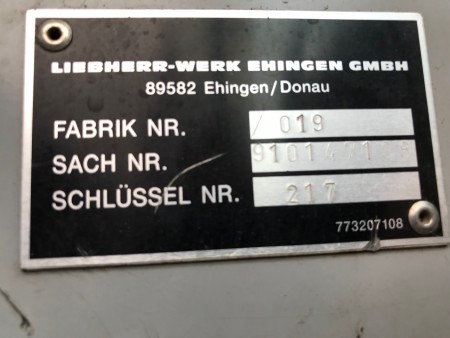 LIEBHERR-WERK EHINGEN GMBH
89582 Ehingen/Donau
FABRIK NR. / 019
SACH NR.
SCHLÜSSEL NR. 217
773207108